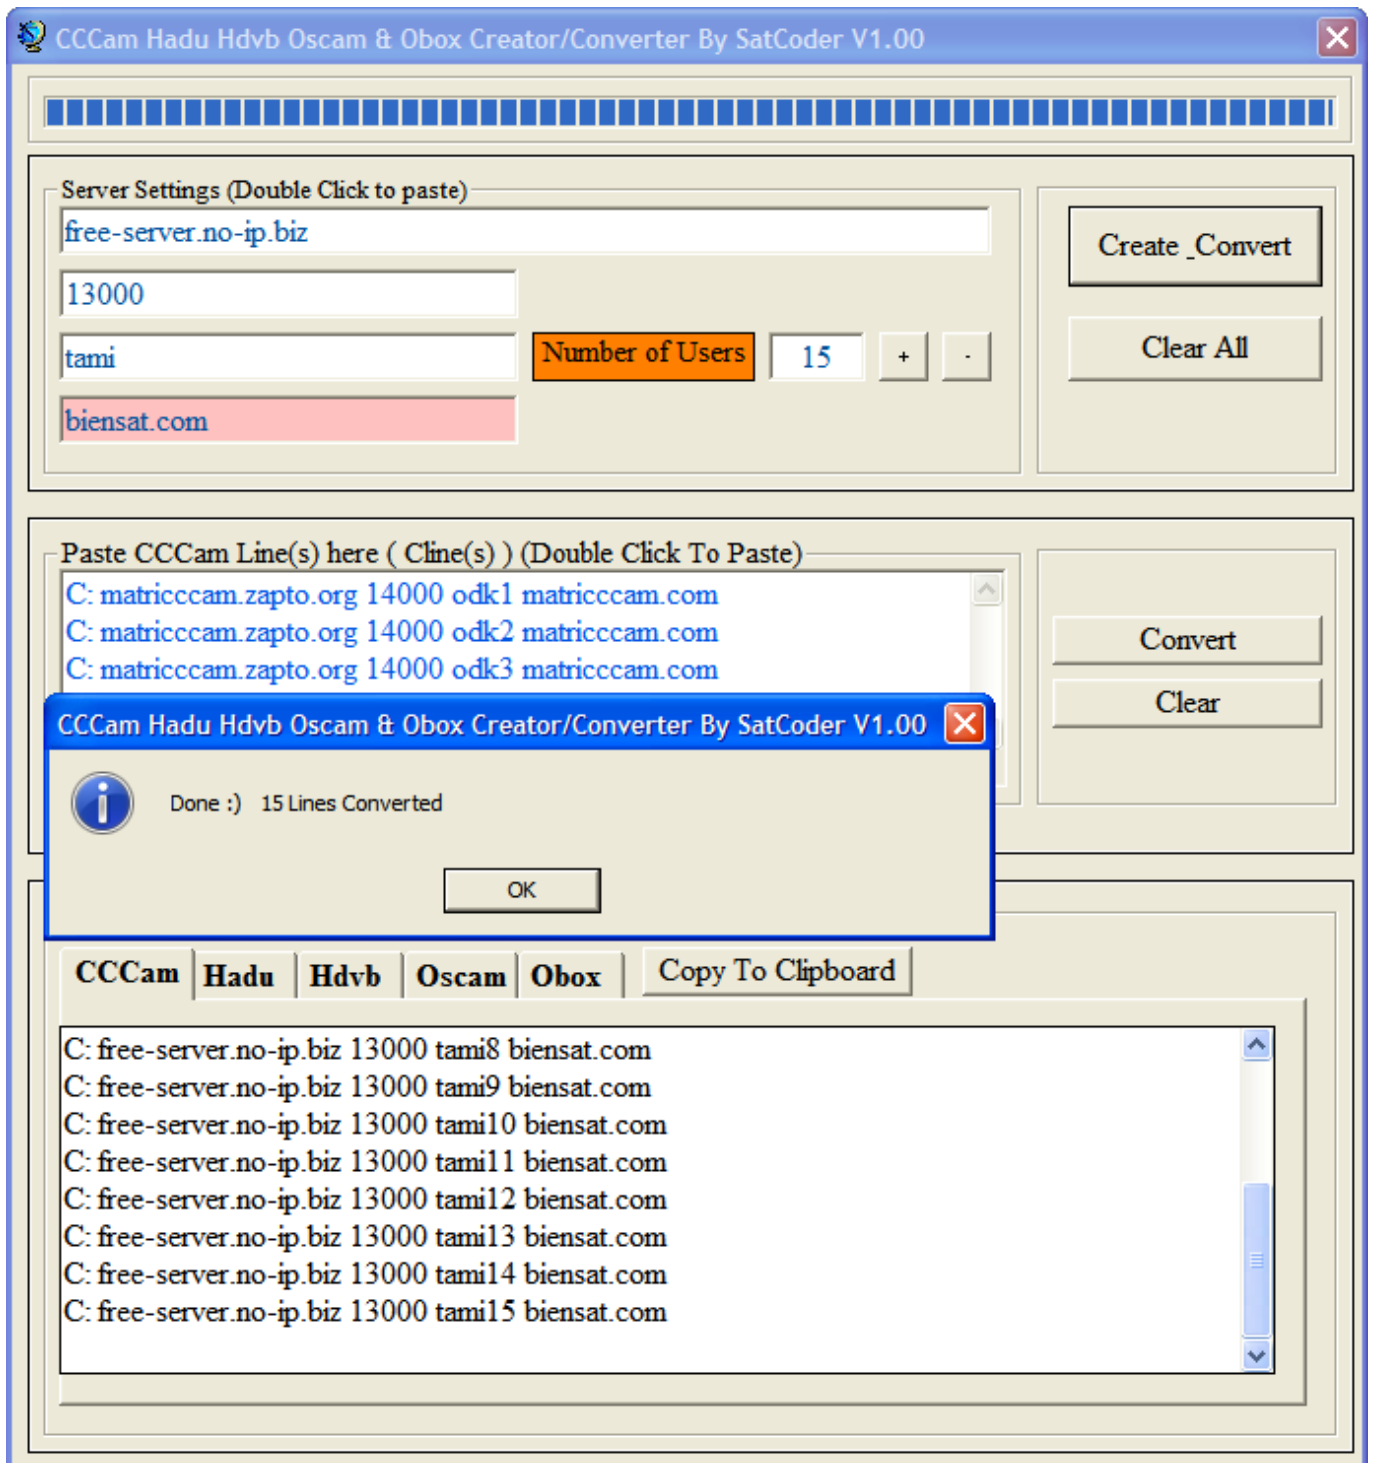 CCCam Hadu Hdvb Oscam & Obox Creator/Converter By SatCoder V1.00
Server Settings (Double Click to paste)
free-server.no-ip.biz
13000
tami
Number of Users
15
+
-
biensat.com
Create _Convert
Clear All
Paste CCCam Line(s) here ( Cline(s) ) (Double Click To Paste)
C: matricccam.zapto.org 14000 odk1 matricccam.com
C: matricccam.zapto.org 14000 odk2 matricccam.com
C: matricccam.zapto.org 14000 odk3 matricccam.com
Convert
Clear
CCCam Hadu Hdvb Oscam & Obox Creator/Converter By SatCoder V1.00
Done :) 15 Lines Converted
OK
CCCam Hadu Hdvb Oscam Obox Copy To Clipboard
C: free-server.no-ip.biz 13000 tami8 biensat.com
C: free-server.no-ip.biz 13000 tami9 biensat.com
C: free-server.no-ip.biz 13000 tami10 biensat.com
C: free-server.no-ip.biz 13000 tami11 biensat.com
C: free-server.no-ip.biz 13000 tami12 biensat.com
C: free-server.no-ip.biz 13000 tami13 biensat.com
C: free-server.no-ip.biz 13000 tami14 biensat.com
C: free-server.no-ip.biz 13000 tami15 biensat.com